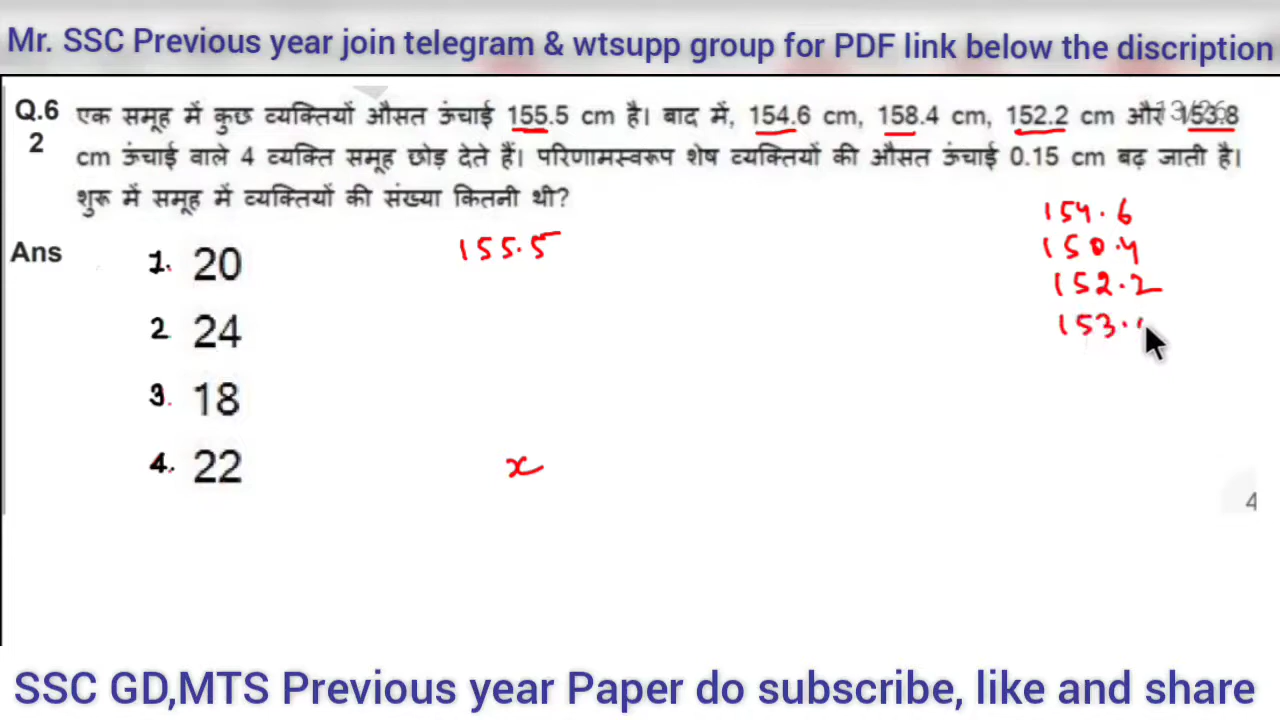 Mr. SSC Previous year join telegram & wtsupp group for PDF link below the discription
Q.6 एक समूह में कुछ व्यक्तियों औसत ऊंचाई 155.5 cm है। बाद में, 154.6 cm, 158.4 cm, 152.2 cm और 153.8
2 cm ऊंचाई वाले 4 व्यक्ति समूह छोड़ देते हैं। परिणामस्वरूप शेष व्यक्तियों की औसत ऊंचाई 0.15 cm बढ़ जाती है।
शुरू में समूह में व्यक्तियों की संख्या कितनी थी?
154.6
Ans 1. 20 155.5 150.4
152.2
2 24 153.
3. 18
4. 22 x
4
SSC GD,MTS Previous year Paper do subscribe, like and share